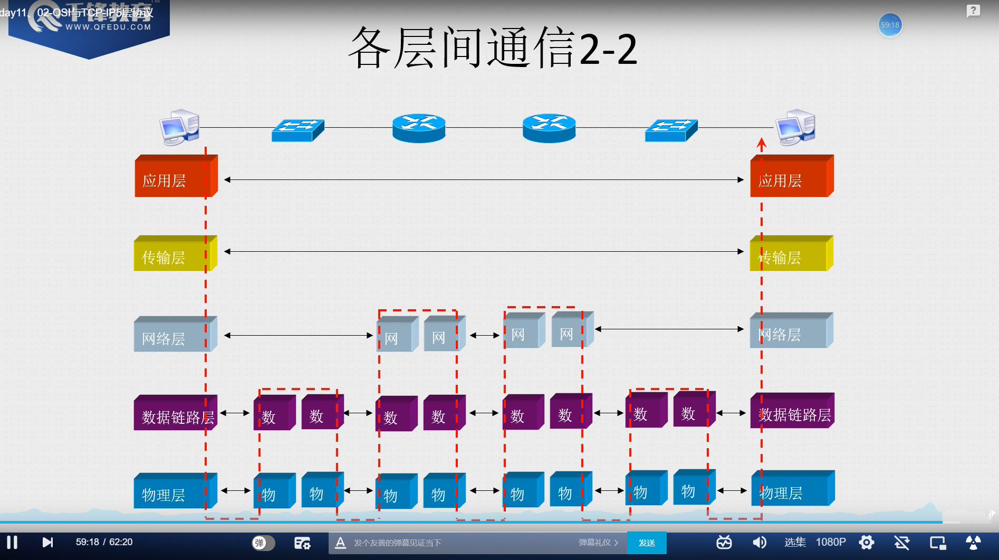 day11、02-OSI与TCP-IP5层协议
千锋教育 TM
WWW.QFEDU.COM
59:18
?
各层间通信2-2
应用层 应用层
传输层 传输层
网络层 网 网 网 网 网络层
数据链路层 数 数 数 数 数 数 数 数 数据链路层
物理层 物 物 物 物 物 物 物 物 物理层
59:18 / 62:20 弹 A 发个友善的弹幕见证当下 弹幕礼仪 发送 选集 1080P